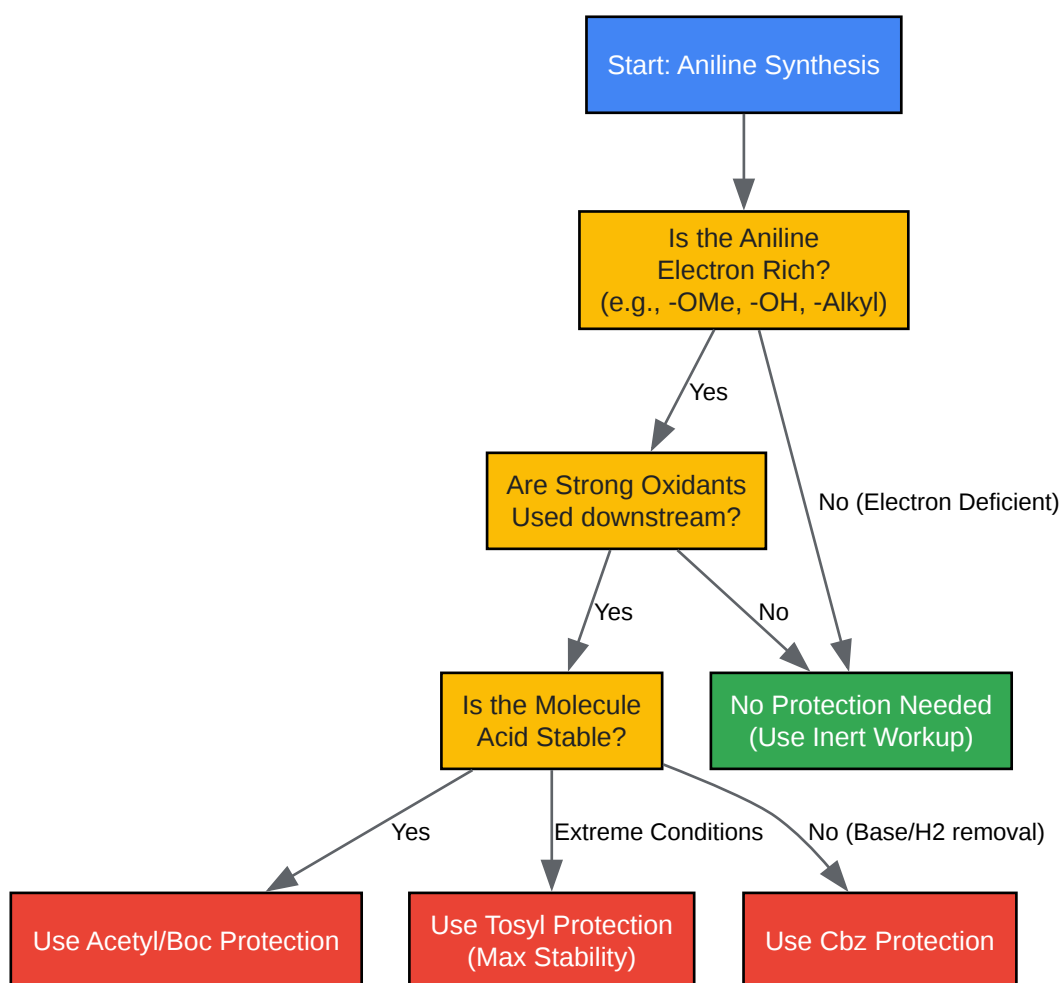 Start: Aniline Synthesis
Is the Aniline
Electron Rich?
(e.g., -OMe, -OH, -Alkyl)
Yes
Are Strong Oxidants
Used downstream?
No (Electron Deficient)
Yes
No
Is the Molecule
Acid Stable?
No Protection Needed
(Use Inert Workup)
Yes
Extreme Conditions
No (Base/H2 removal)
Use Acetyl/Boc Protection
Use Tosyl Protection
(Max Stability)
Use Cbz Protection